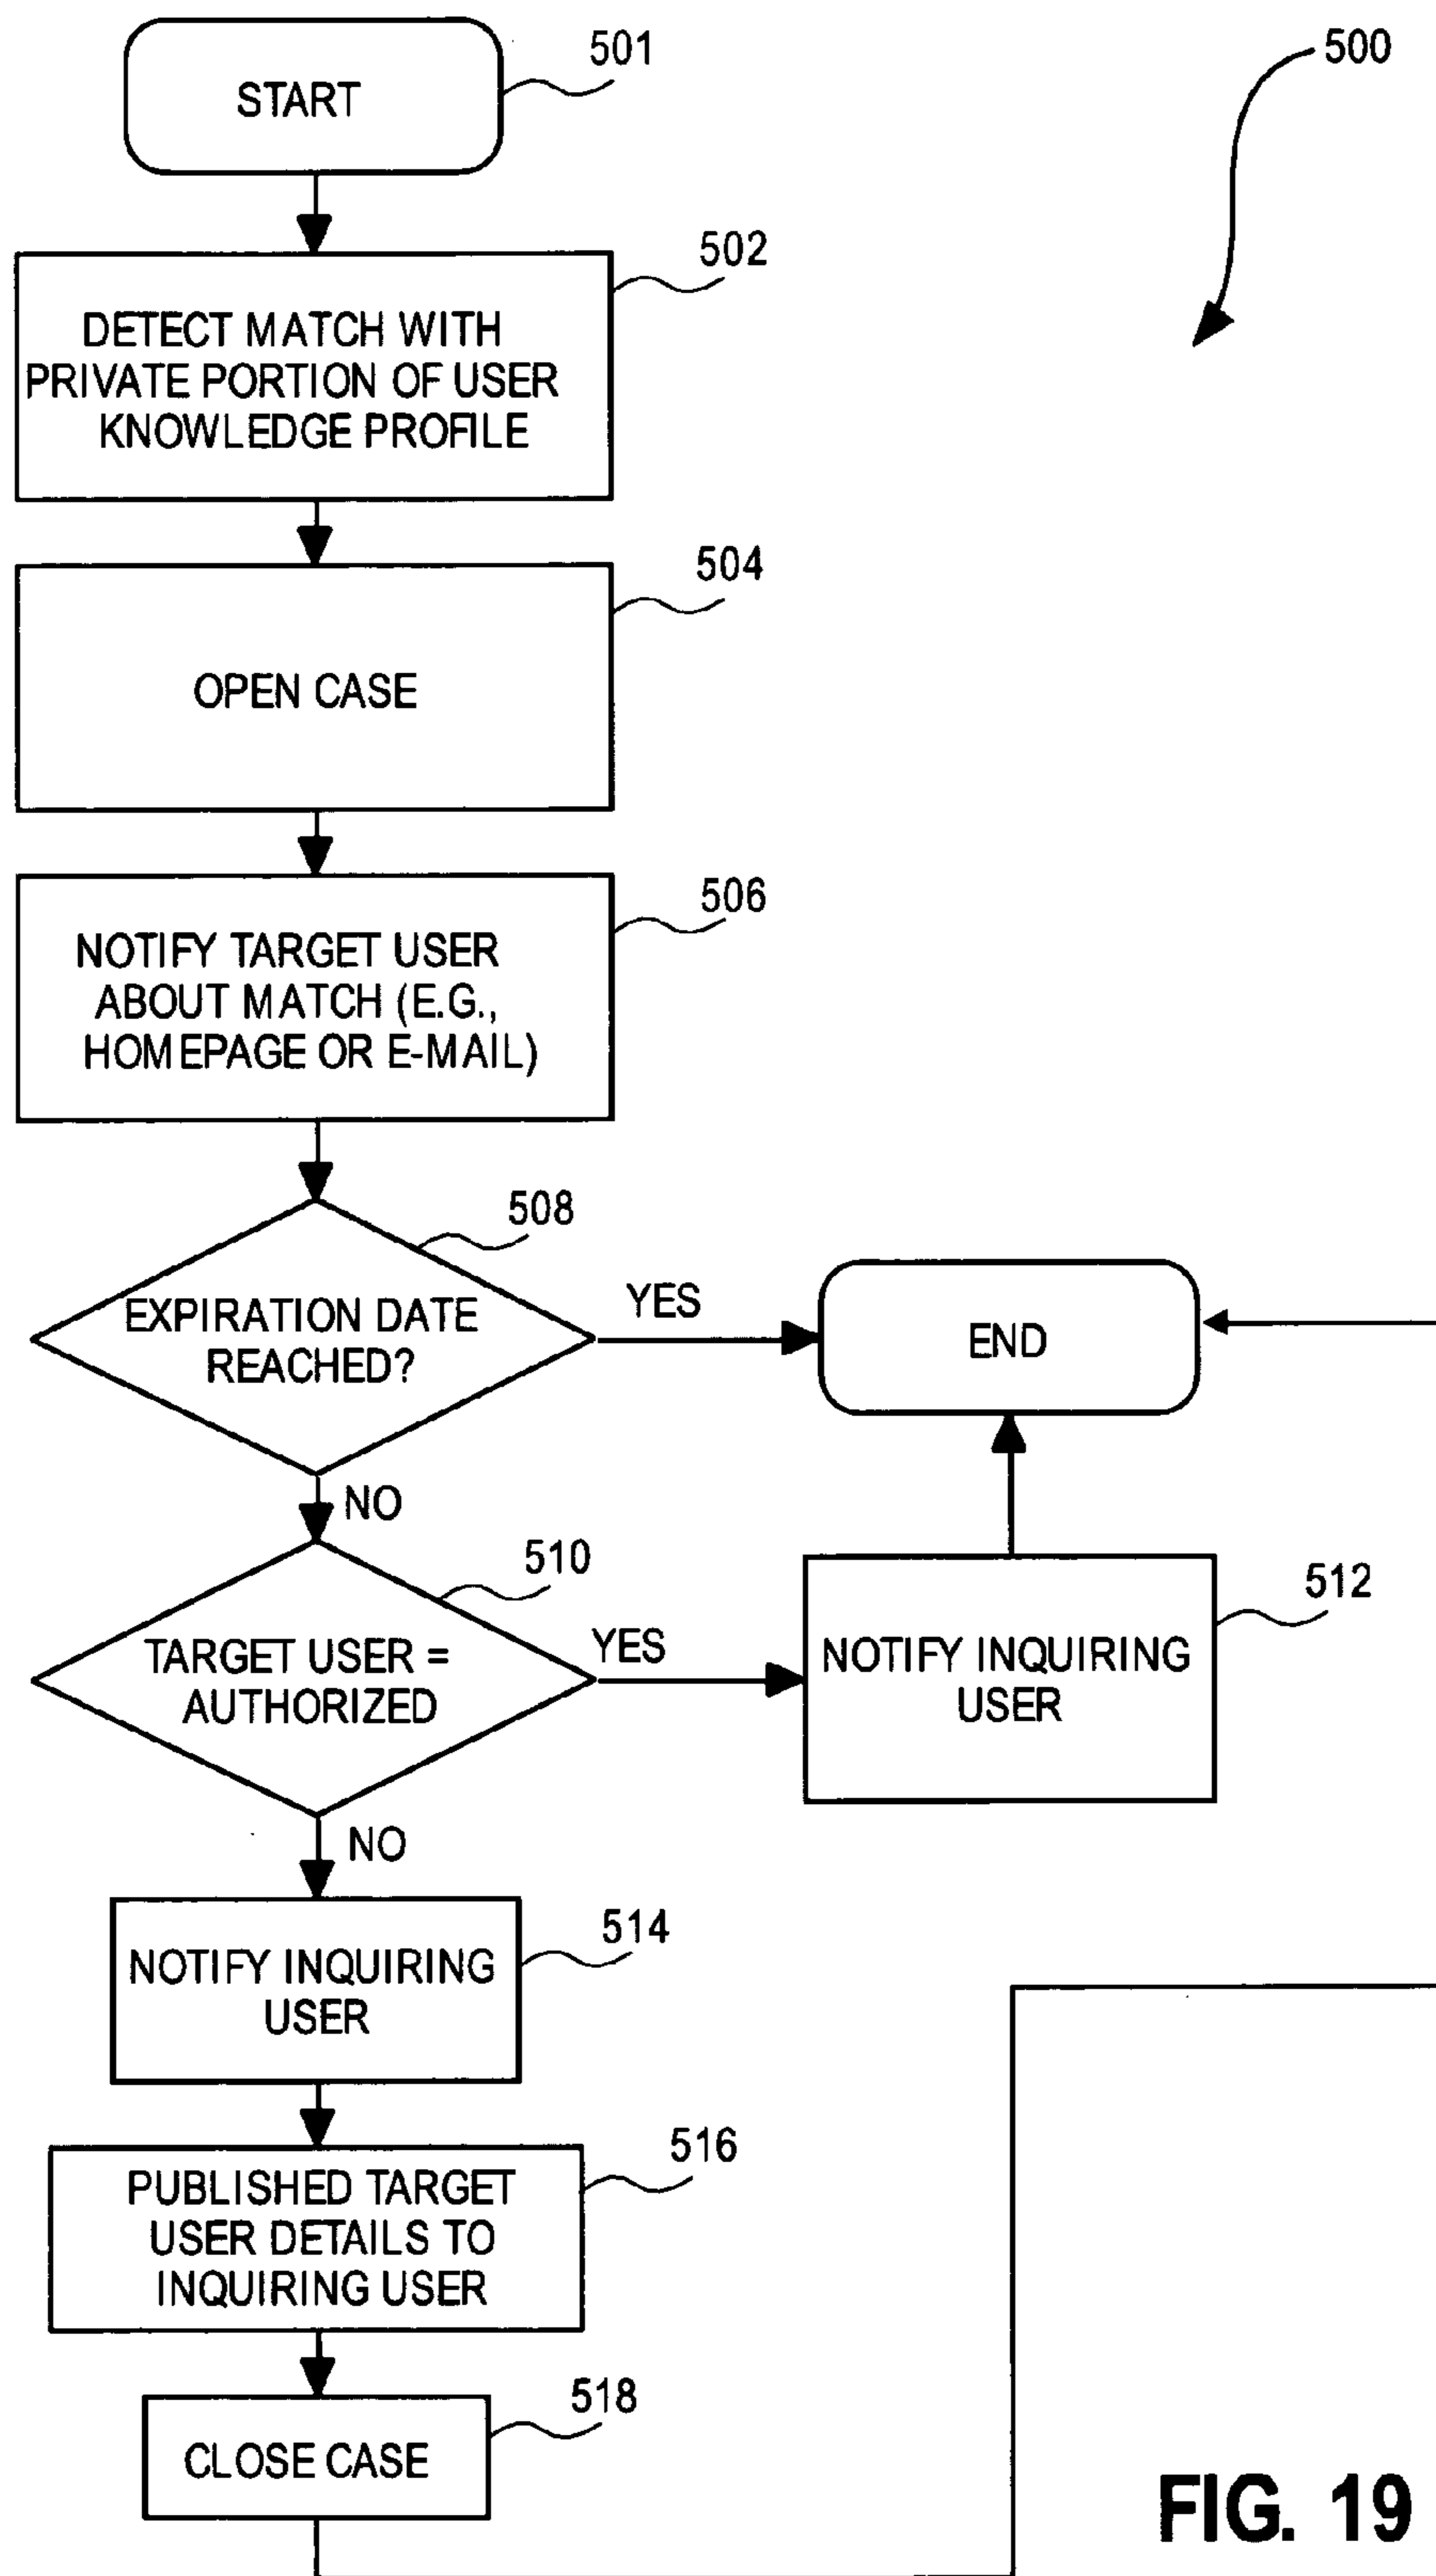 501
500
START
502
DETECT MATCH WITH
PRIVATE PORTION OF USER
KNOWLEDGE PROFILE
504
OPEN CASE
506
NOTIFY TARGET USER
ABOUT MATCH (E.G.,
HOMEPAGE OR E-MAIL)
508
EXPIRATION DATE
REACHED?
YES
END
NO
510
TARGET USER =
AUTHORIZED
YES
512
NOTIFY INQUIRING
USER
NO
514
NOTIFY INQUIRING
USER
516
PUBLISHED TARGET
USER DETAILS TO
INQUIRING USER
518
CLOSE CASE
FIG. 19